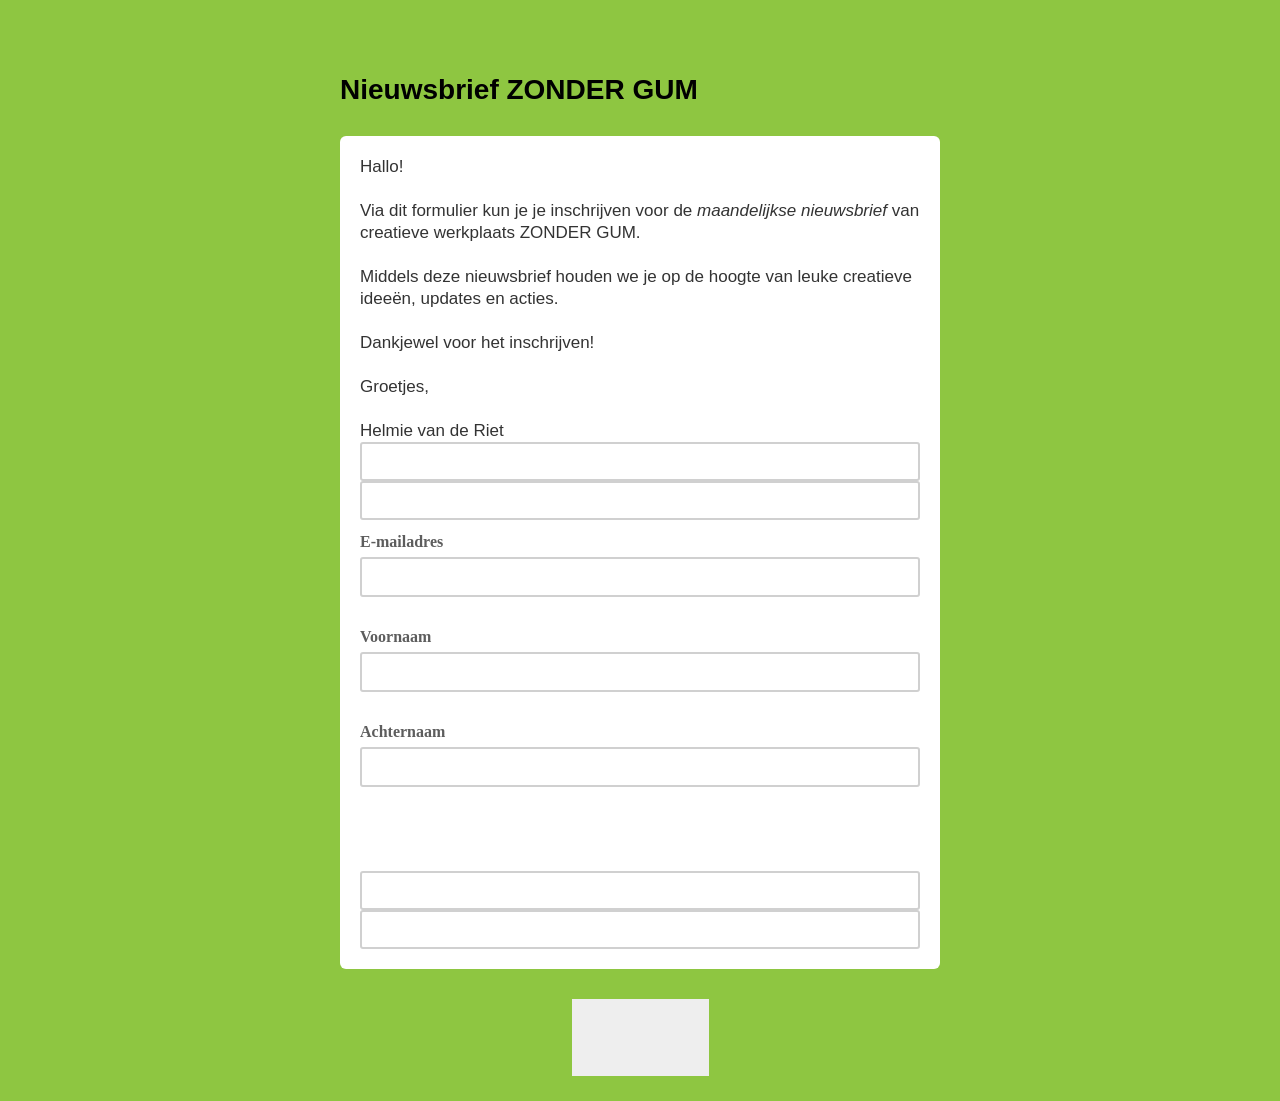 Nieuwsbrief ZONDER GUM
Hallo!
Via dit formulier kun je je inschrijven voor de maandelijkse nieuwsbrief van
creatieve werkplaats ZONDER GUM.
Middels deze nieuwsbrief houden we je op de hoogte van leuke creatieve
ideeën, updates en acties.
Dankjewel voor het inschrijven!
Groetjes,
Helmie van de Riet
E-mailadres
Voornaam
Achternaam